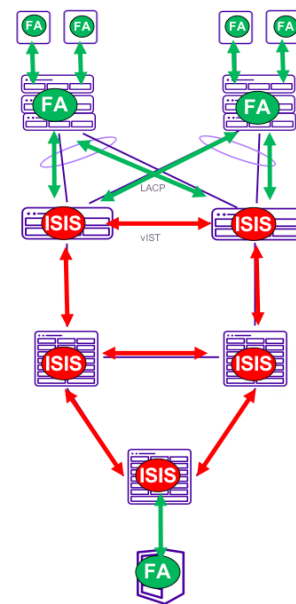 FA FA FA FA
FA FA
LACP
ISIS ISIS
vIST
ISIS ISIS
ISIS
FA